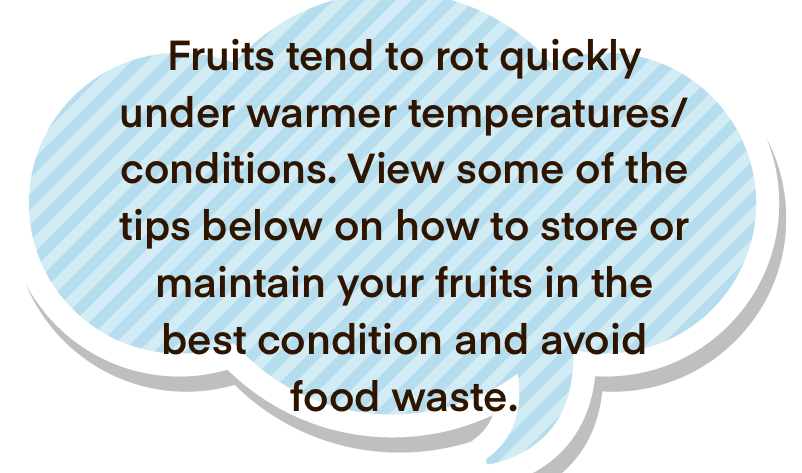 Fruits tend to rot quickly
under warmer temperatures/
conditions. View some of the
tips below on how to store or
maintain your fruits in the
best condition and avoid
food waste.